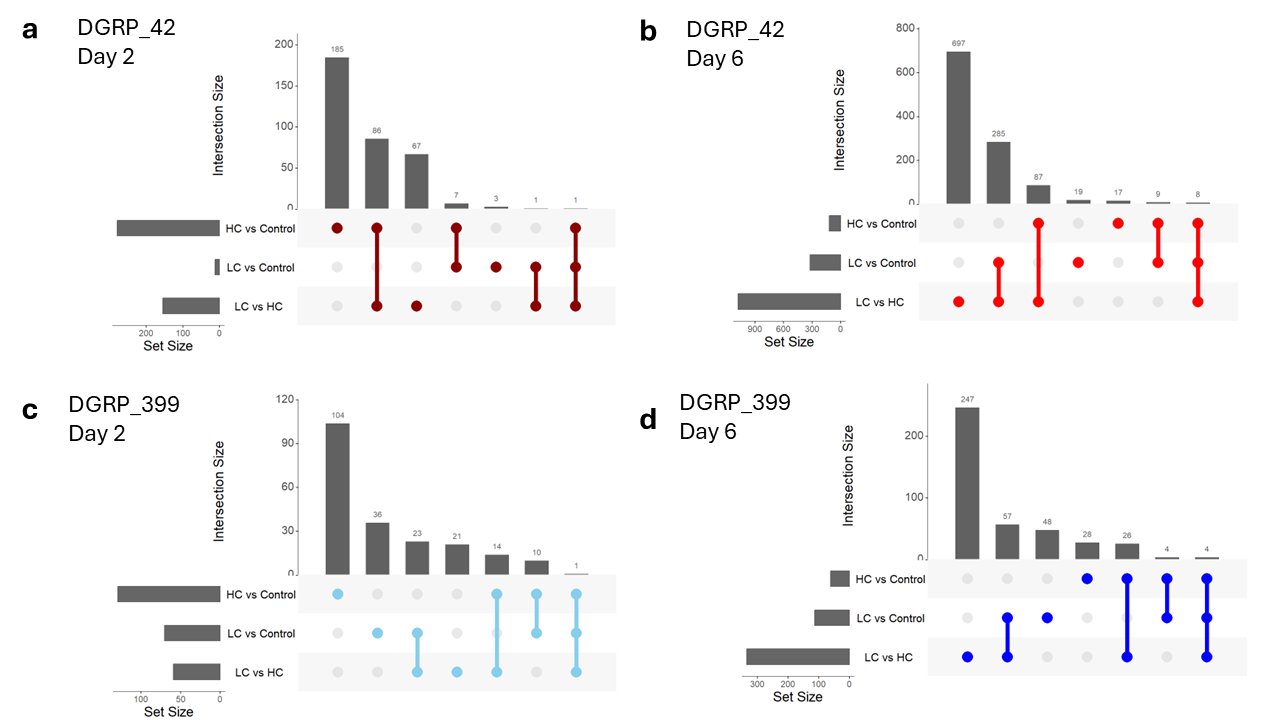 a
DGRP_42
Day 2
Intersection Size
200
150
100
50
0
185
86
67
7
3
1
1
HC vs Control
LC vs Control
LC vs HC
200 100 0
Set Size
b
DGRP_42
Day 6
Intersection Size
800
600
400
200
0
697
285
87
19
17
9
8
HC vs Control
LC vs Control
LC vs HC
900 600 300 0
Set Size
c
DGRP_399
Day 2
Intersection Size
120
90
60
30
0
104
36
23
21
14
10
1
HC vs Control
LC vs Control
LC vs HC
100 50 0
Set Size
d
DGRP_399
Day 6
Intersection Size
200
100
0
247
57
48
28
26
4
4
HC vs Control
LC vs Control
LC vs HC
300 200 100 0
Set Size